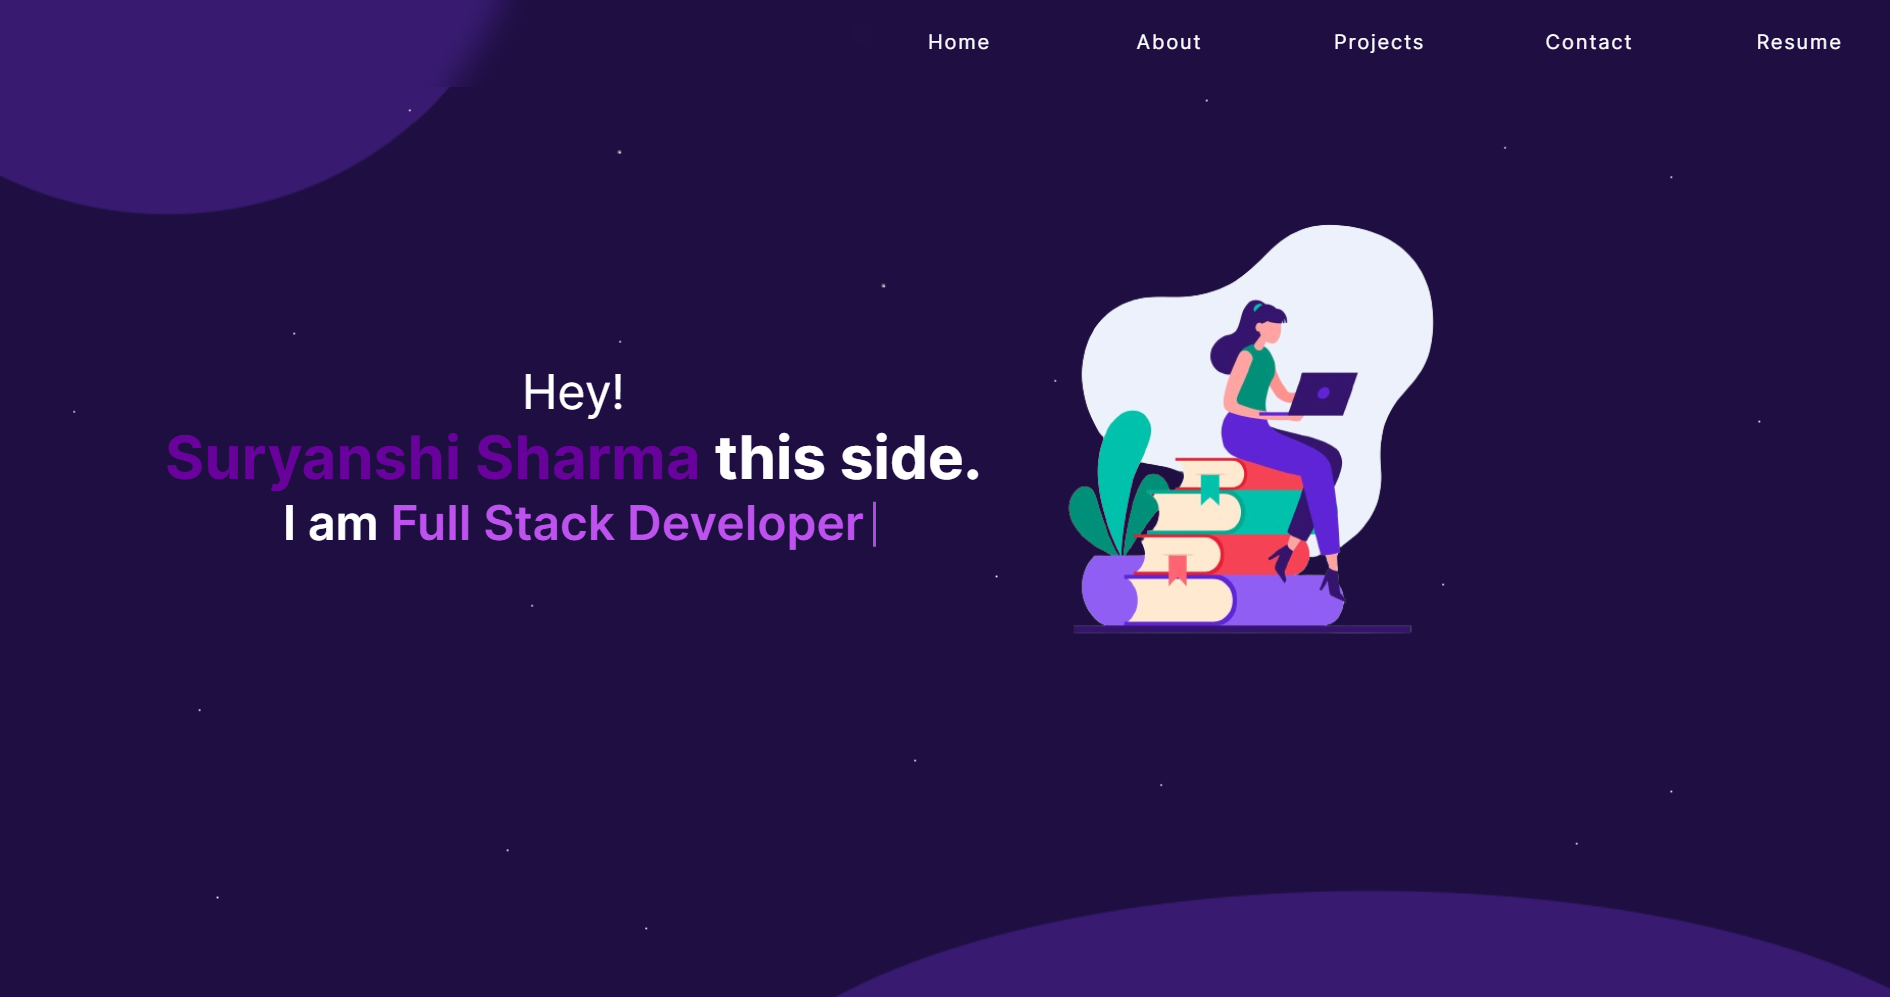 Home About Projects Contact Resume
Hey!
Suryanshi Sharma this side.
I am Full Stack Developer|